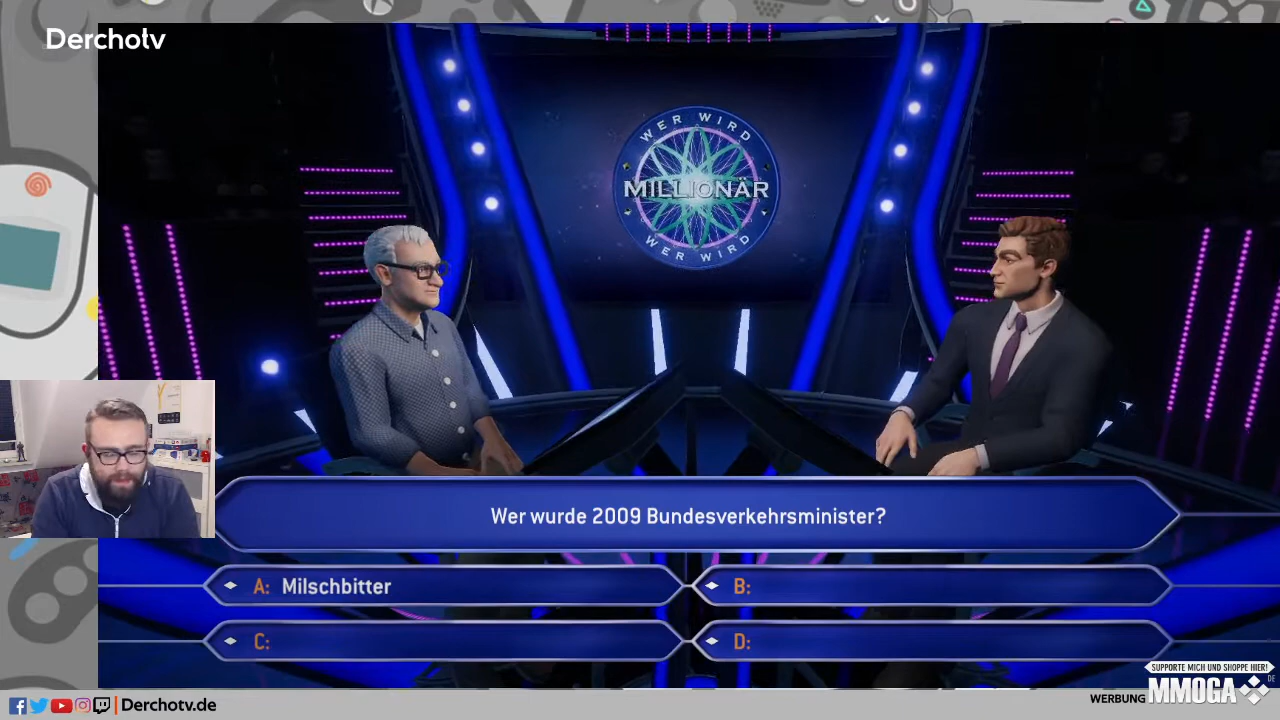 Derchotv
WER WIRD
MILLIONÄR
WER WIRD
Wer wurde 2009 Bundesverkehrsminister?
A: Milschbitter
B:
C:
D:
SUPPORTE MICH UND SHOPPE HIER!
WERBUNG MMOGA DE
Derchotv.de